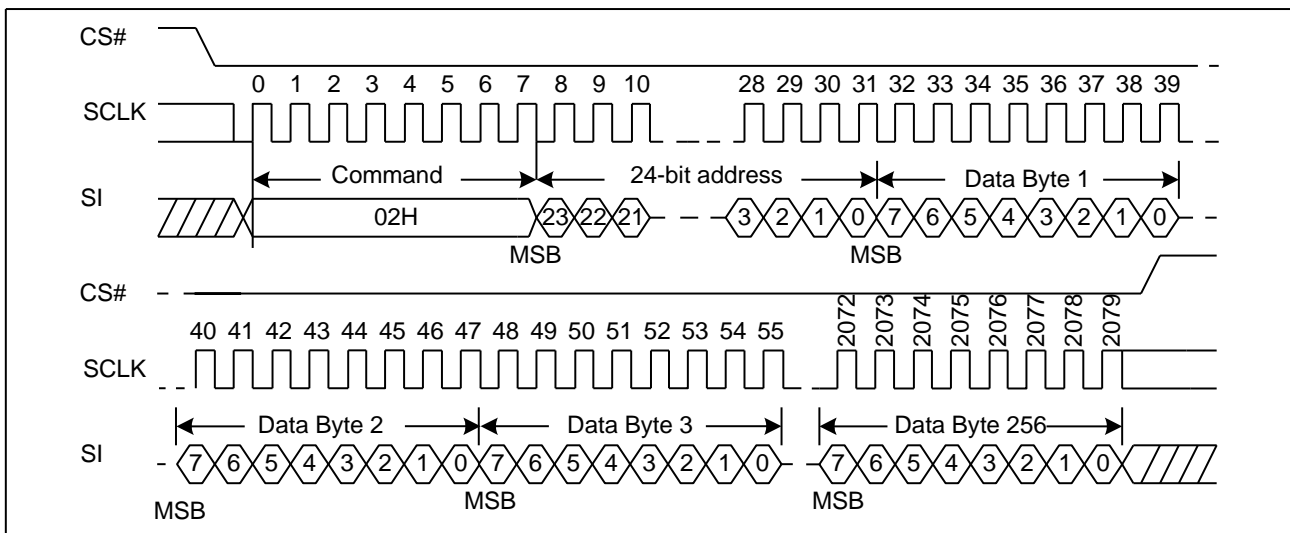 CS#
0 1 2 3 4 5 6 7 8 9 10 28 29 30 31 32 33 34 35 36 37 38 39
SCLK
Command 24-bit address Data Byte 1
SI
02H 23 22 21 3 2 1 0 7 6 5 4 3 2 1 0
MSB MSB
CS#
40 41 42 43 44 45 46 47 48 49 50 51 52 53 54 55 2072 2073 2074 2075 2076 2077 2078 2079
SCLK
Data Byte 2 Data Byte 3 Data Byte 256
SI 7 6 5 4 3 2 1 0 7 6 5 4 3 2 1 0 7 6 5 4 3 2 1 0
MSB MSB MSB